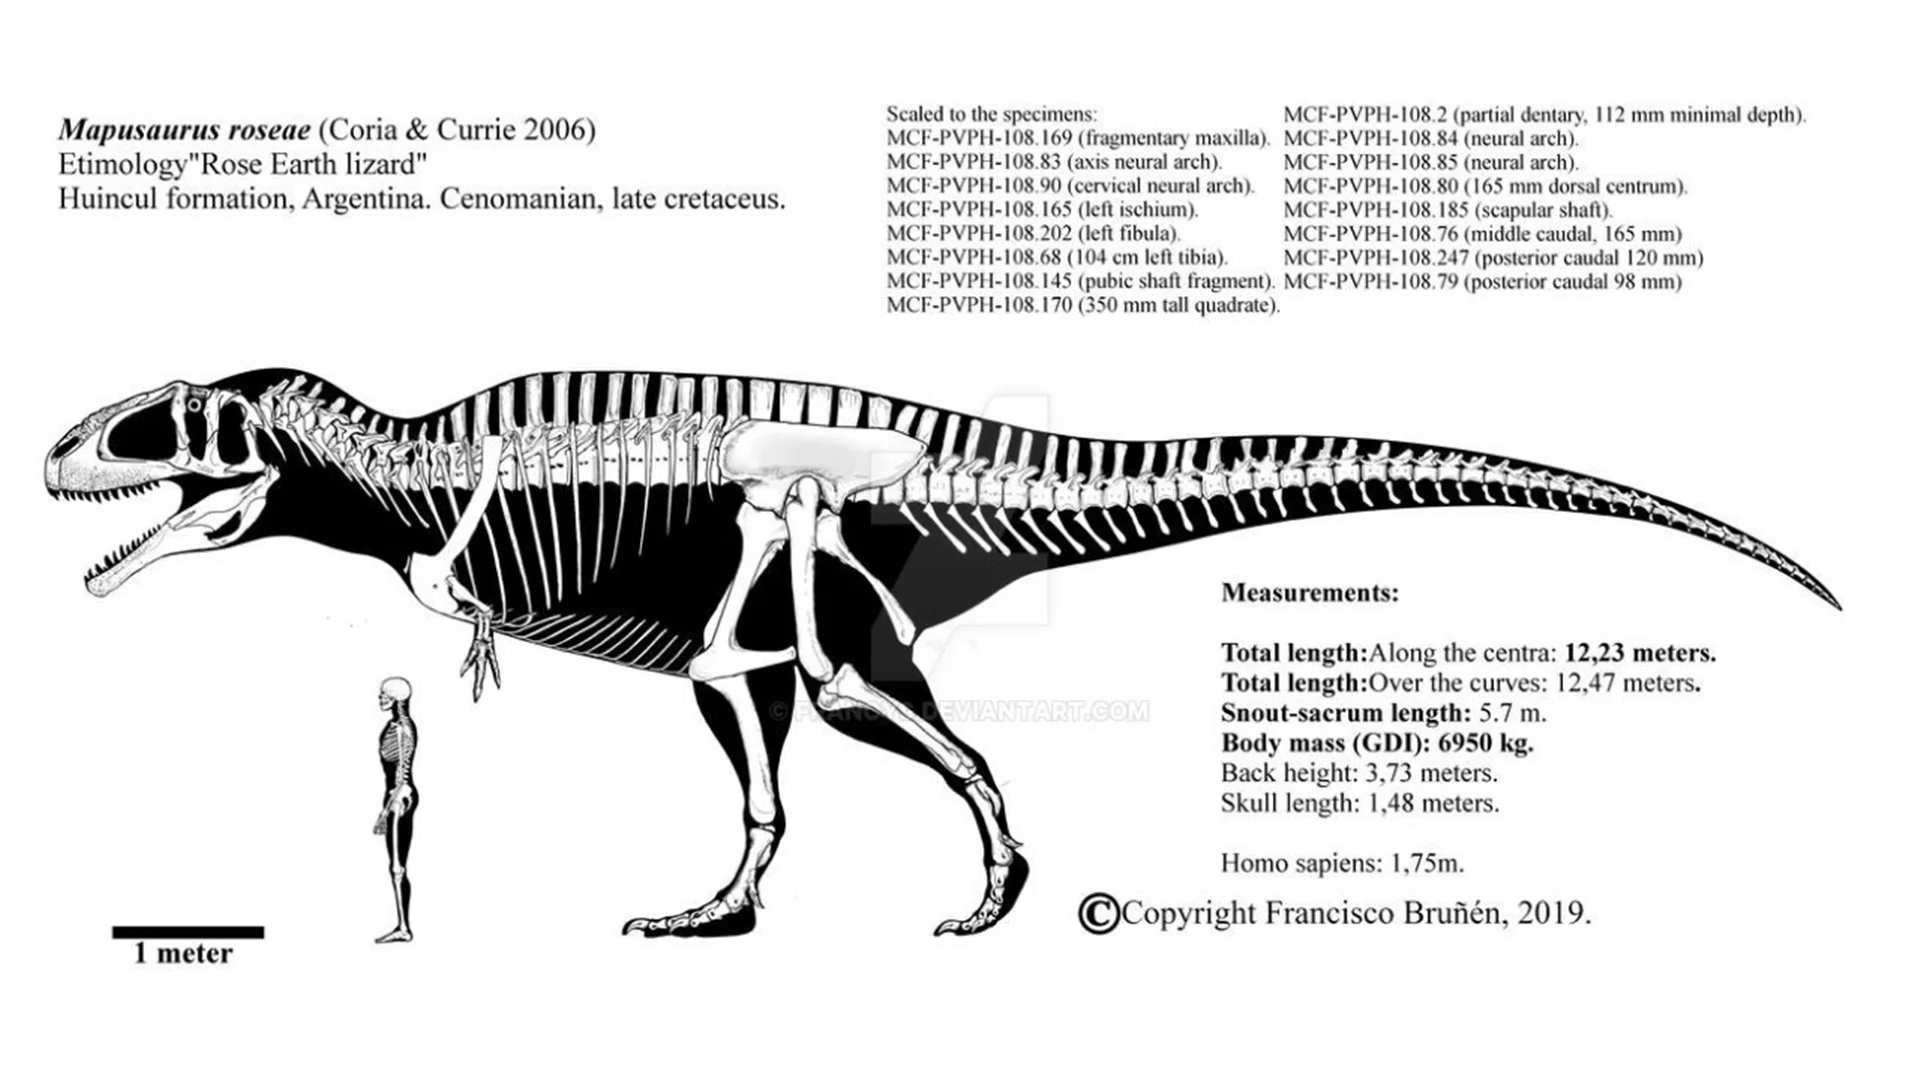 Mapusaurus roseae (Coria & Currie 2006)
Etimology"Rose Earth lizard"
Huincul formation, Argentina. Cenomanian, late cretaceus.
Scaled to the specimens:
MCF-PVPH-108.169 (fragmentary maxilla).
MCF-PVPH-108.83 (axis neural arch).
MCF-PVPH-108.90 (cervical neural arch).
MCF-PVPH-108.165 (left ischium).
MCF-PVPH-108.202 (left fibula).
MCF-PVPH-108.68 (104 cm left tibia).
MCF-PVPH-108.145 (pubic shaft fragment).
MCF-PVPH-108.170 (350 mm tall quadrate).
MCF-PVPH-108.2 (partial dentary, 112 mm minimal depth).
MCF-PVPH-108.84 (neural arch).
MCF-PVPH-108.85 (neural arch).
MCF-PVPH-108.80 (165 mm dorsal centrum).
MCF-PVPH-108.185 (scapular shaft).
MCF-PVPH-108.76 (middle caudal, 165 mm)
MCF-PVPH-108.247 (posterior caudal 120 mm)
MCF-PVPH-108.79 (posterior caudal 98 mm)
Measurements:
Total length:Along the centra: 12,23 meters.
Total length:Over the curves: 12,47 meters.
Snout-sacrum length: 5.7 m.
Body mass (GDI): 6950 kg.
Back height: 3,73 meters.
Skull length: 1,48 meters.
Homo sapiens: 1,75m.
©Copyright Francisco Bruñén, 2019.
1 meter